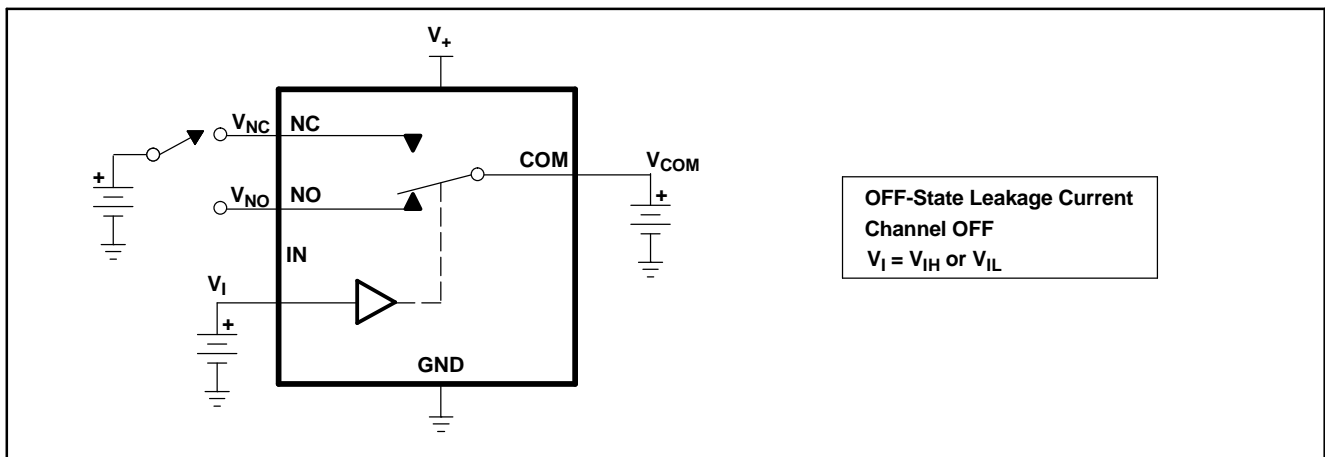 V+
VNC NC
COM VCOM
+
VNO NO
+
OFF-State Leakage Current
Channel OFF
VI = VIH or VIL
IN
VI
+
GND